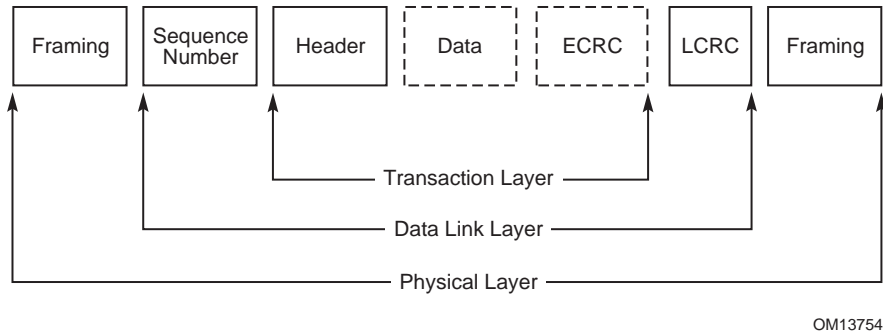 Framing
Sequence
Number
Header
Data
ECRC
LCRC
Framing
Transaction Layer
Data Link Layer
Physical Layer
OM13754